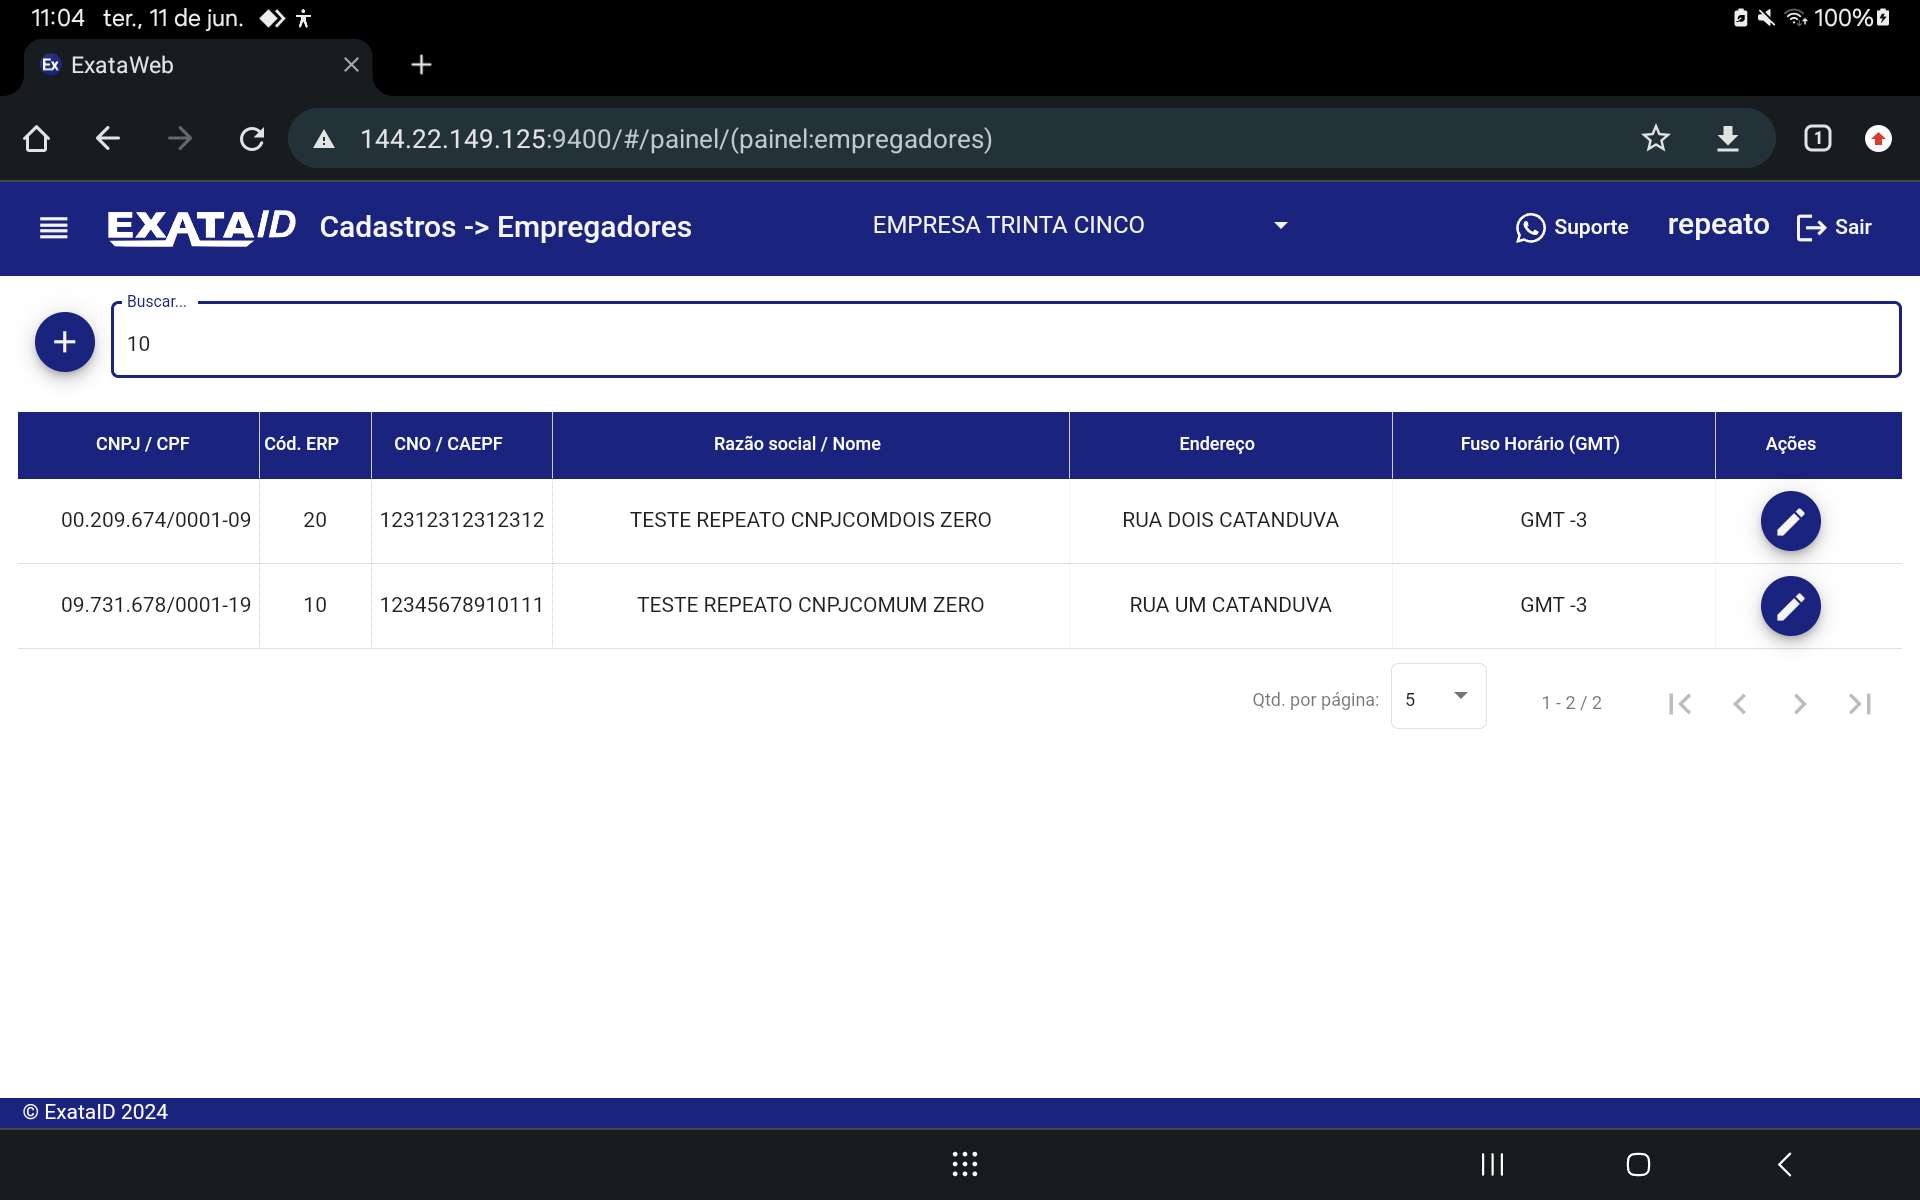 11:04 ter., 11 de jun. 100%
Ex ExataWeb
144.22.149.125:9400/#/painel/(painel:empregadores) 1
EXATAID Cadastros -> Empregadores EMPRESA TRINTA CINCO Suporte repeato Sair
Buscar...
10
CNPJ / CPF Cód. ERP CNO / CAEPF Razão social / Nome Endereço Fuso Horário (GMT) Ações
00.209.674/0001-09 20 12312312312312 TESTE REPEATO CNPJCOMDOIS ZERO RUA DOIS CATANDUVA GMT -3
09.731.678/0001-19 10 12345678910111 TESTE REPEATO CNPJCOMUM ZERO RUA UM CATANDUVA GMT -3
Qtd. por página: 5 1 - 2 / 2
© ExataID 2024